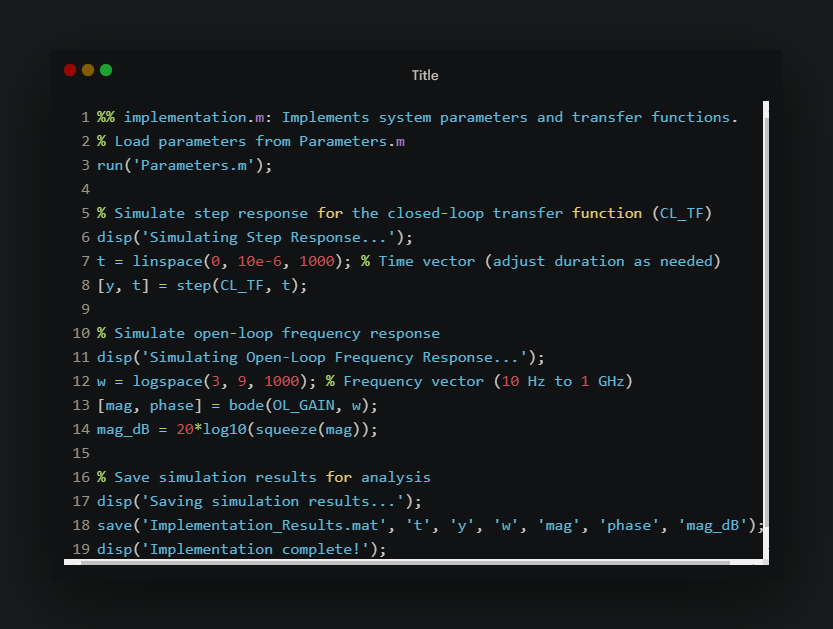 Title
1 %% implementation.m: Implements system parameters and transfer functions.
2 % Load parameters from Parameters.m
3 run('Parameters.m');
4
5 % Simulate step response for the closed-loop transfer function (CL_TF)
6 disp('Simulating Step Response...');
7 t = linspace(0, 10e-6, 1000); % Time vector (adjust duration as needed)
8 [y, t] = step(CL_TF, t);
9
10 % Simulate open-loop frequency response
11 disp('Simulating Open-Loop Frequency Response...');
12 w = logspace(3, 9, 1000); % Frequency vector (10 Hz to 1 GHz)
13 [mag, phase] = bode(OL_GAIN, w);
14 mag_dB = 20*log10(squeeze(mag));
15
16 % Save simulation results for analysis
17 disp('Saving simulation results...');
18 save('Implementation_Results.mat', 't', 'y', 'w', 'mag', 'phase', 'mag_dB');
19 disp('Implementation complete!');